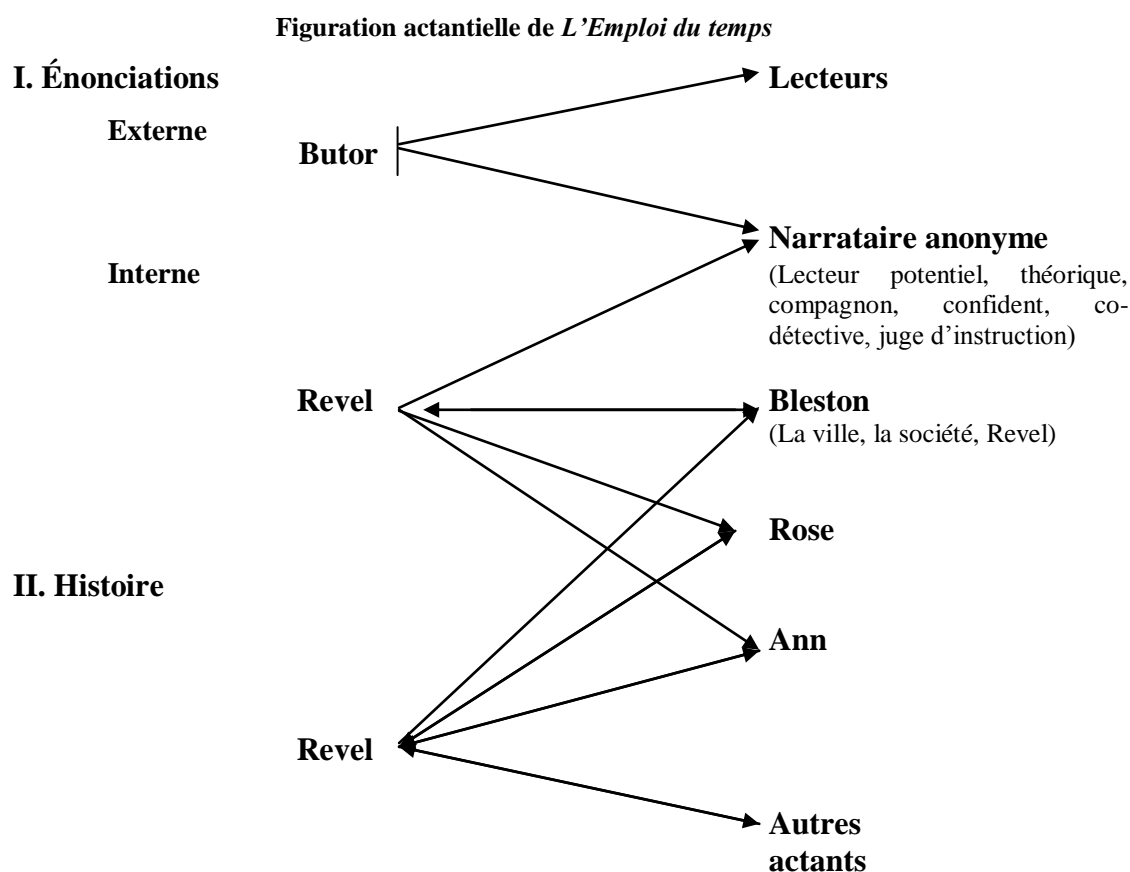 Figuration actantielle de L’Emploi du temps
I. Énonciations
Lecteurs
Externe
Butor
Narrataire anonyme
Interne
(Lecteur potentiel, théorique,
compagnon, confident, co-
détective, juge d’instruction)
Revel
Bleston
(La ville, la société, Revel)
Rose
II. Histoire
Ann
Revel
Autres
actants